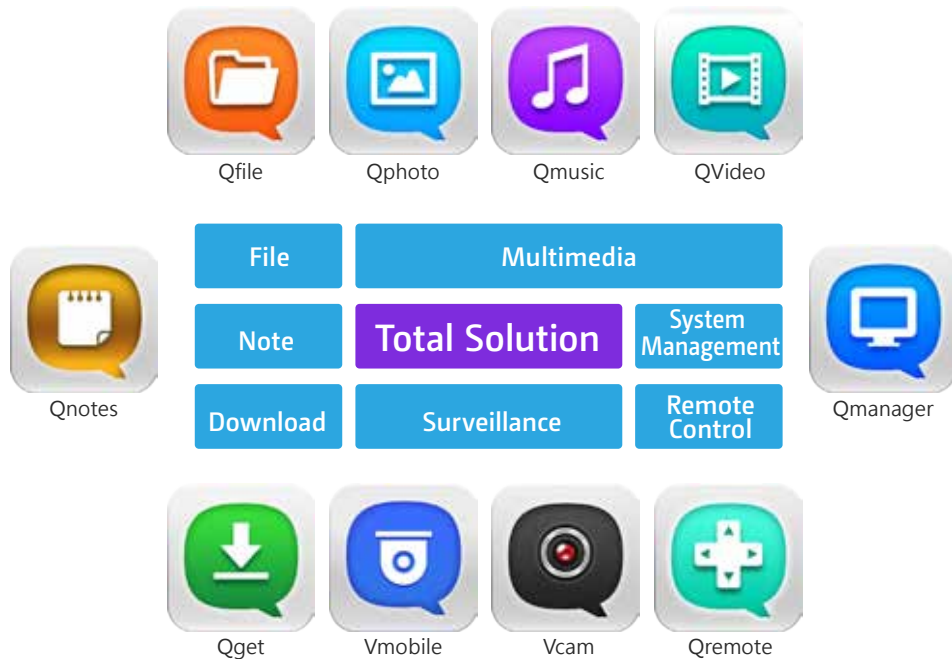 Qfile
Qphoto
Qmusic
QVideo
File
Multimedia
Qnotes
Note
Total Solution
System
Management
Qmanager
Download
Surveillance
Remote
Control
Qget
Vmobile
Vcam
Qremote